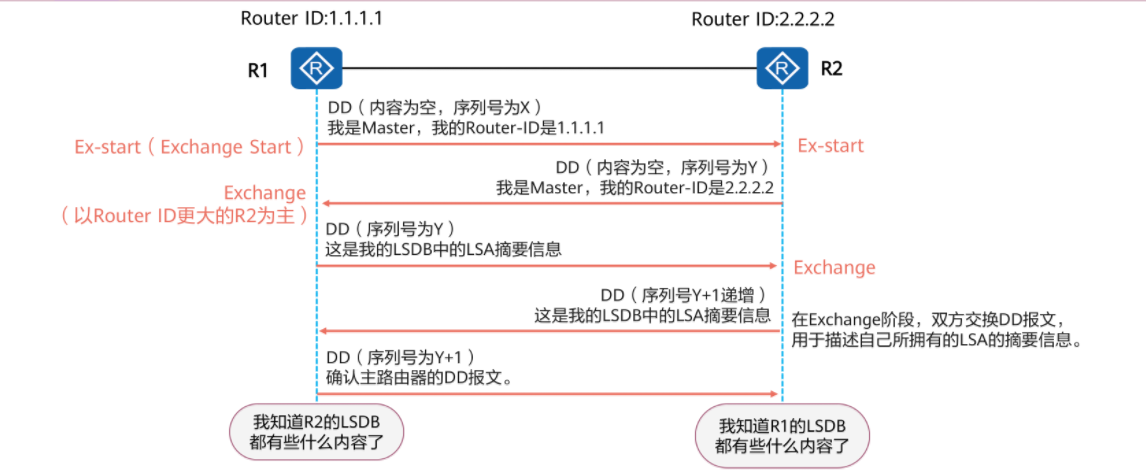 Router ID:1.1.1.1
Router ID:2.2.2.2
R1
R
R
R2
DD（内容为空，序列号为X）
我是Master，我的Router-ID是1.1.1.1
Ex-start（Exchange Start）
Ex-start
DD（内容为空，序列号为Y）
我是Master，我的Router-ID是2.2.2.2
Exchange
（以Router ID更大的R2为主）
DD（序列号为Y）
这是我的LSDB中的LSA摘要信息
Exchange
DD（序列号Y+1递增）
这是我的LSDB中的LSA摘要信息
在Exchange阶段，双方交换DD报文，
用于描述自己所拥有的LSA的摘要信息。
DD（序列号为Y+1）
确认主路由器的DD报文。
我知道R2的LSDB
都有些什么内容了
我知道R1的LSDB
都有些什么内容了